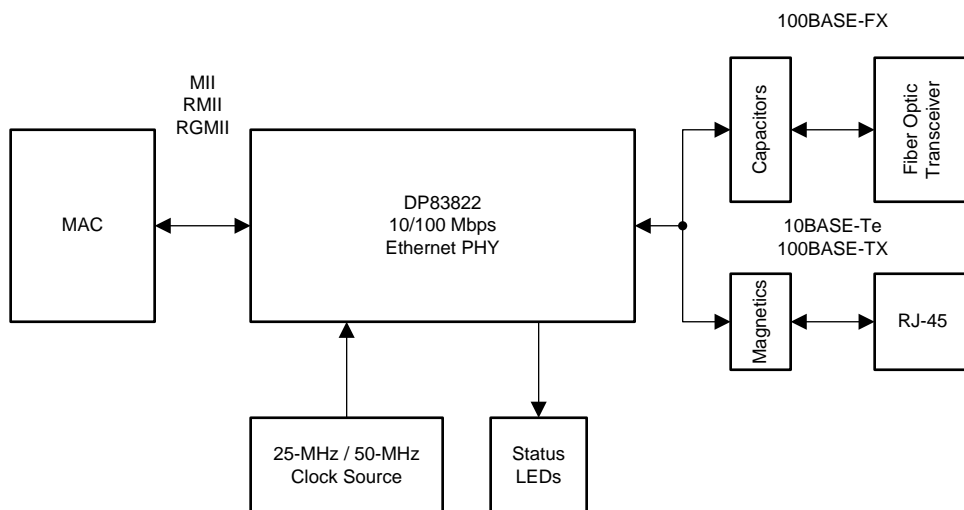 100BASE-FX
MII
RMII
RGMII
Capacitors
Fiber Optic
Transceiver
MAC
DP83822
10/100 Mbps
Ethernet PHY
10BASE-Te
100BASE-TX
Magnetics
RJ-45
25-MHz / 50-MHz
Clock Source
Status
LEDs